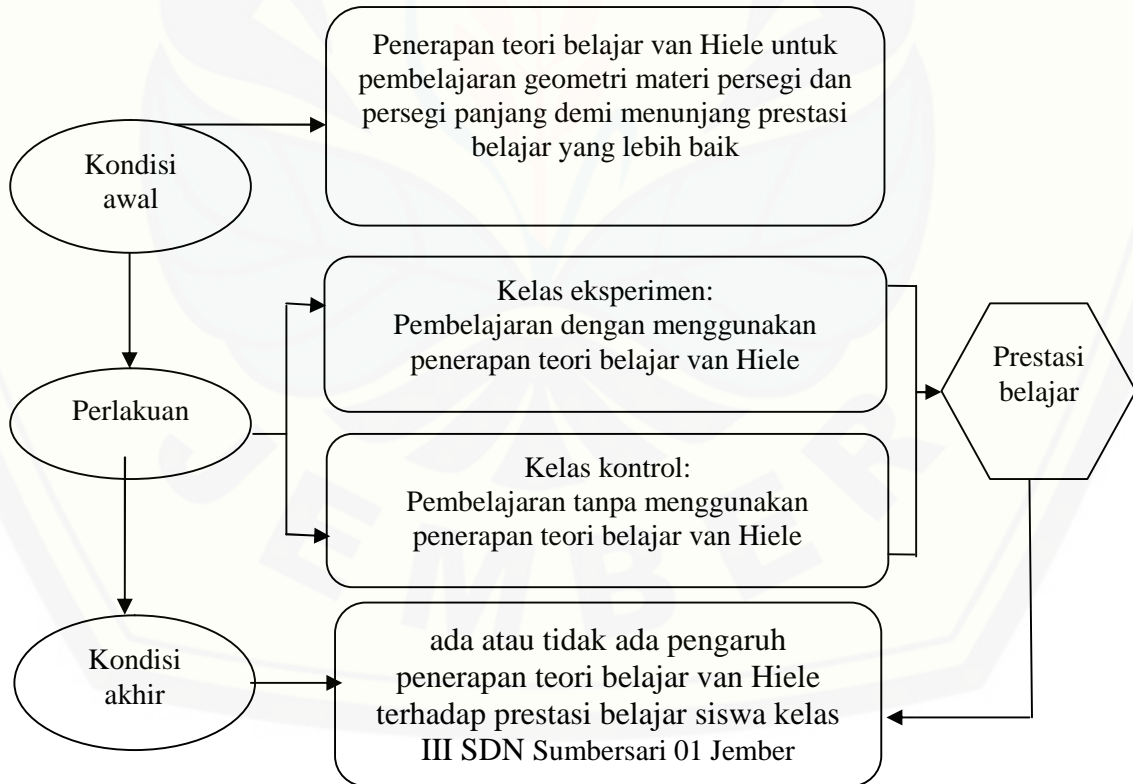 Penerapan teori belajar van Hiele untuk
pembelajaran geometri materi persegi dan
persegi panjang demi menunjang prestasi
belajar yang lebih baik
Kondisi
awal
Kelas eksperimen:
Pembelajaran dengan menggunakan
penerapan teori belajar van Hiele
Perlakuan
Prestasi
belajar
Kelas kontrol:
Pembelajaran tanpa menggunakan
penerapan teori belajar van Hiele
JEMBER
Kondisi
akhir
ada atau tidak ada pengaruh
penerapan teori belajar van Hiele
terhadap prestasi belajar siswa kelas
III SDN Sumbersari 01 Jember